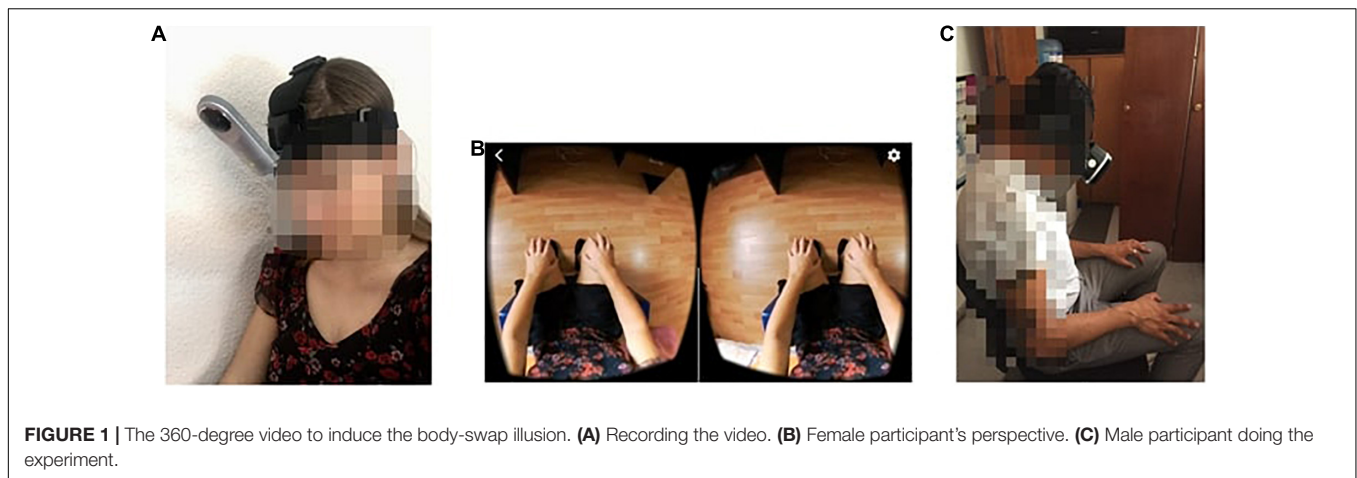 A
B
C
FIGURE 1 | The 360-degree video to induce the body-swap illusion. (A) Recording the video. (B) Female participant’s perspective. (C) Male participant doing the
experiment.